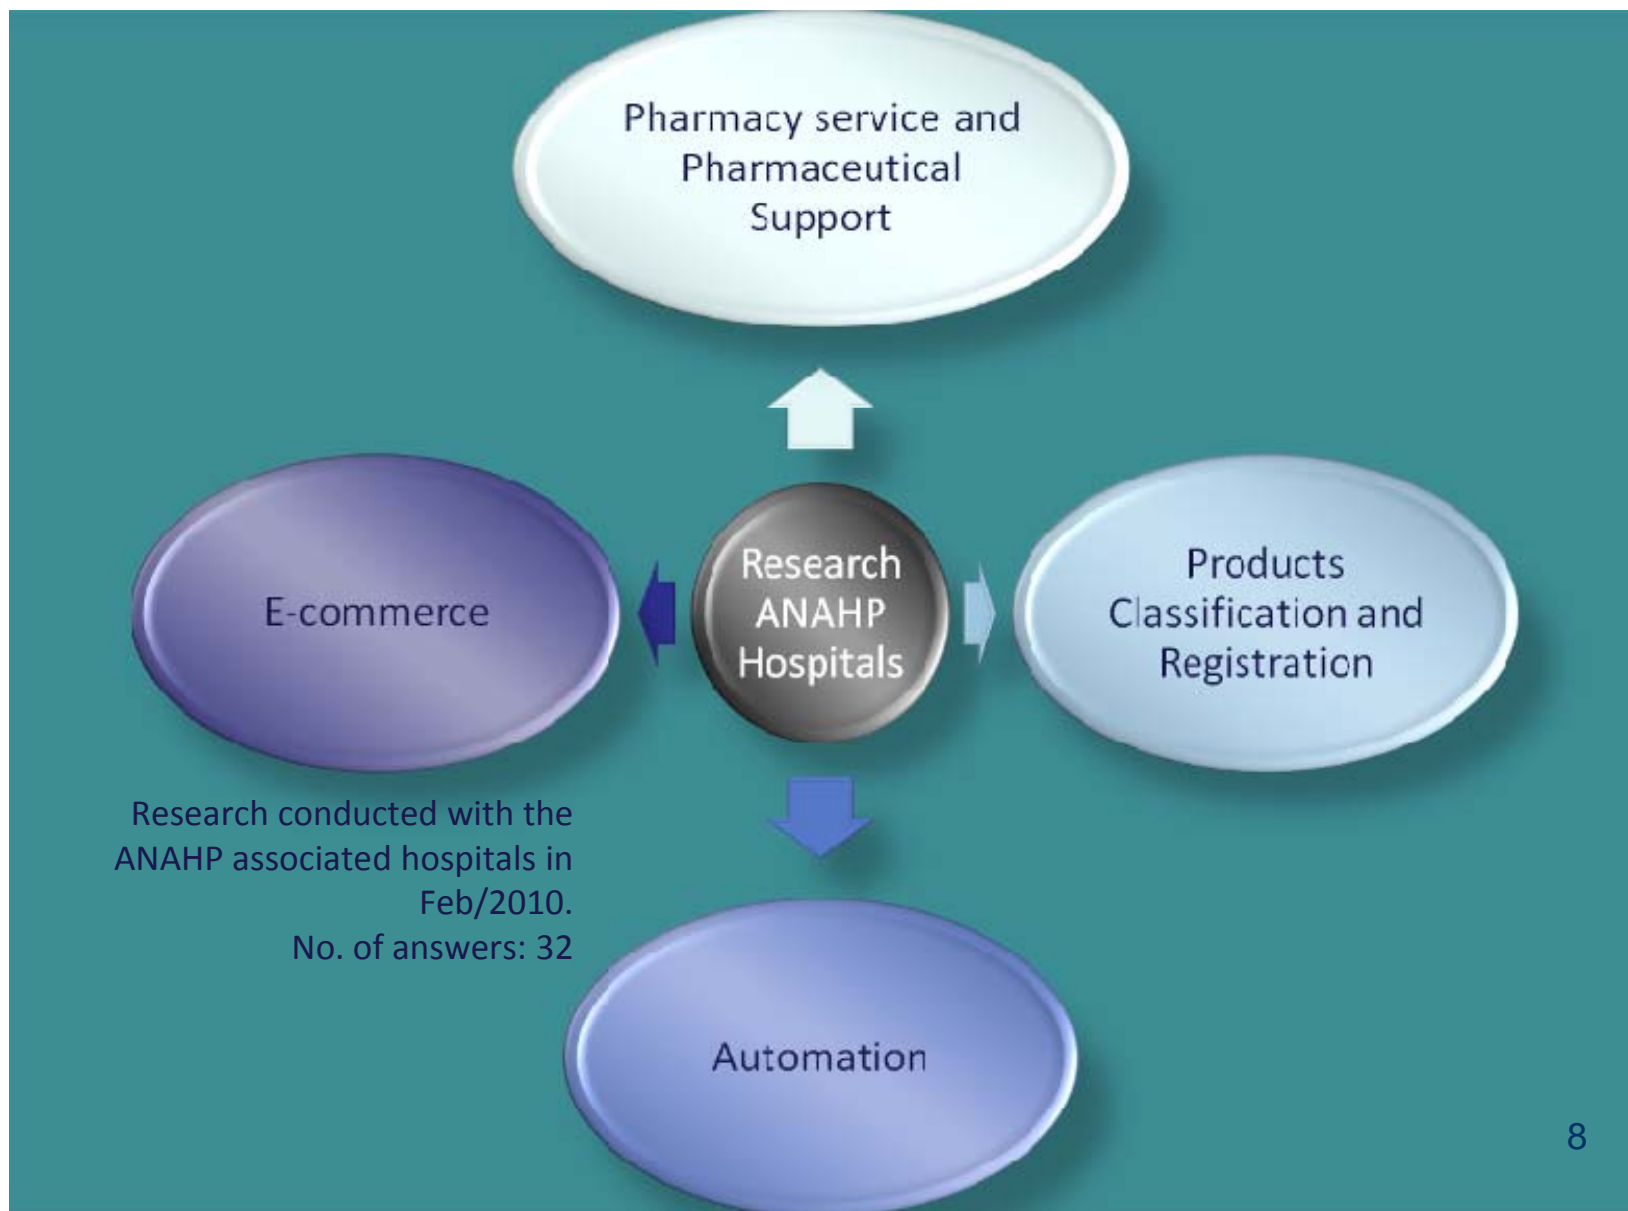 Pharmacy service and
Pharmaceutical
Support
E-commerce
Research
ANAHP
Hospitals
Products
Classification and
Registration
Research conducted with the
ANAHP associated hospitals in
Feb/2010.
No. of answers: 32
Automation
8